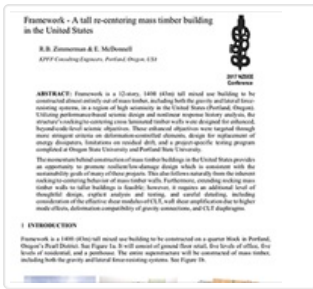 Framework - A tall re-centering mass timber building
in the United States
R.B. Zimmerman & E. McDonnell
KPFF Consulting Engineers, Portland, Oregon, USA
2017 NZSEE
Conference
ABSTRACT: Framework is a 12-story, 140ft (43m) tall mixed use building to be
constructed almost entirely out of mass timber, including both the gravity and lateral force-
resisting systems, in a region of high seismicity in the United States (Portland, Oregon).
Utilizing performance-based seismic design and nonlinear response history analysis, the
structure's rocking/re-centering cross laminated timber walls were designed for enhanced,
beyond-code level seismic objectives. These enhanced objectives were targeted through
more stringent criteria on deformation-controlled elements, design for replacement of
energy dissipators, limitations on residual drift, and a project-specific testing program
completed at Oregon State University and Portland State University.
The momentum behind construction of mass timber buildings in the United States provides
an opportunity to promote resilient/low-damage design which is consistent with the
sustainability goals of many of these projects. This also follows naturally from the inherent
rocking/re-centering behavior of mass timber walls. Furthermore, extending rocking mass
timber walls to taller buildings is feasible; however, it requires an additional level of
thoughtful design, explicit analysis and testing, and careful detailing, including
consideration of the effective shear modulus of CLT, wall shear amplification due to higher
mode effects, deformation compatibility of gravity connections, and CLT diaphragms.
1 INTRODUCTION
Framework is a 140ft (43m) tall mixed use building to be constructed on a quarter block in Portland,
Oregon's Pearl District. See Figure 1a. It will consist of ground floor retail, five levels of office, five
levels of residential, and a penthouse. The entire superstructure will be constructed of mass timber,
including both the gravity and lateral force-resisting systems. See Figure 1b.